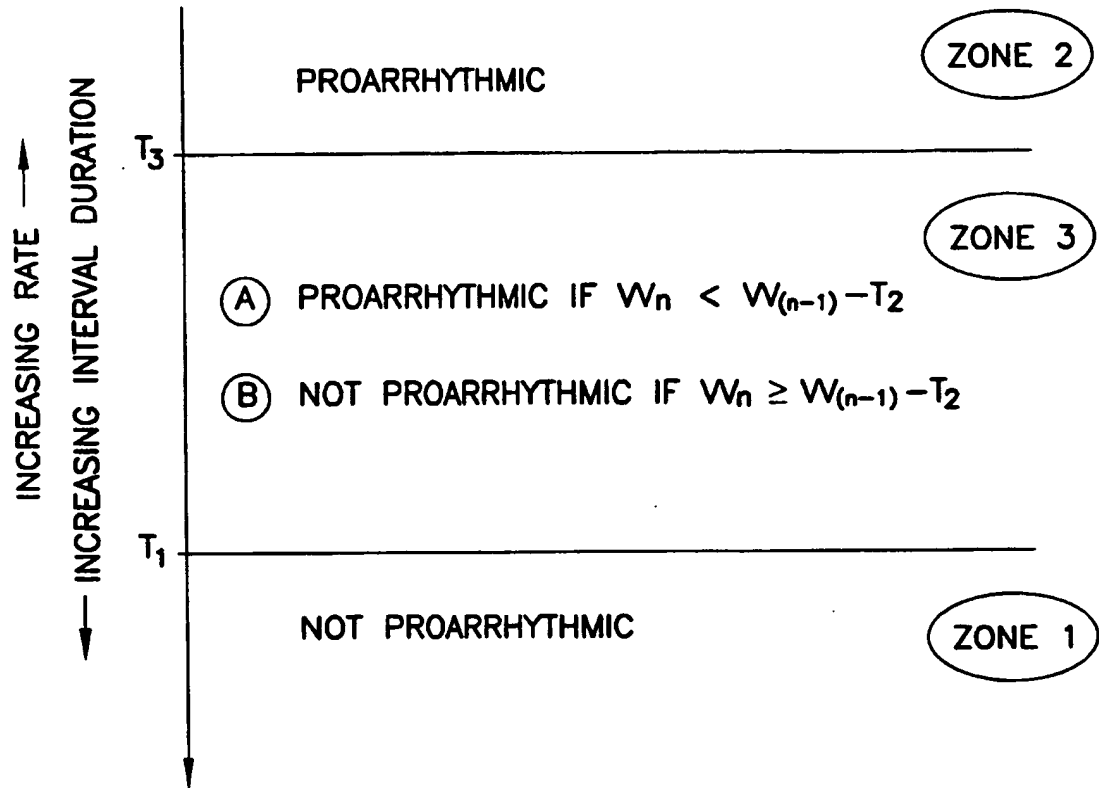 ZONE 2
PROARRHYTHMIC
T₃
ZONE 3
Ⓐ PROARRHYTHMIC IF Wₙ < W₍ₙ₋₁₎−T₂
Ⓑ NOT PROARRHYTHMIC IF Wₙ ≥ W₍ₙ₋₁₎−T₂
T₁
NOT PROARRHYTHMIC
ZONE 1
INCREASING RATE →
← INCREASING INTERVAL DURATION